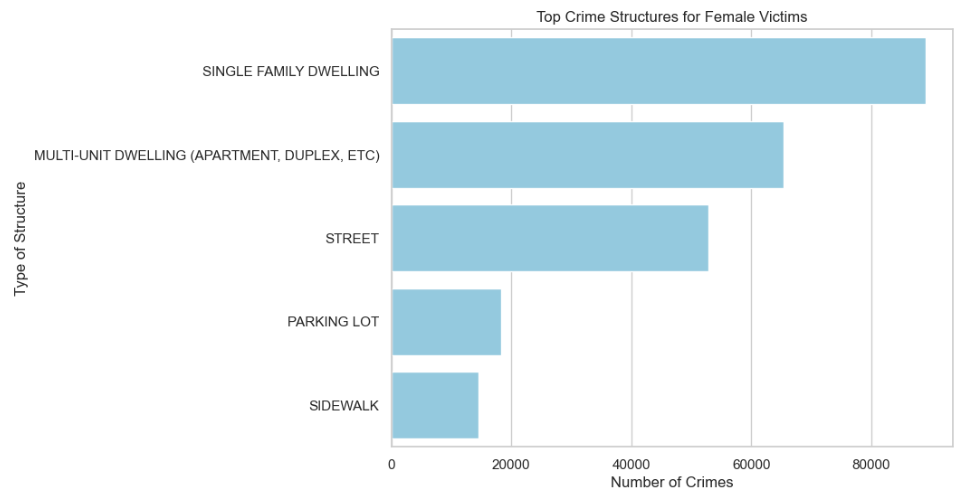 Top Crime Structures for Female Victims
Type of Structure
SINGLE FAMILY DWELLING
MULTI-UNIT DWELLING (APARTMENT, DUPLEX, ETC)
STREET
PARKING LOT
SIDEWALK
0 20000 40000 60000 80000
Number of Crimes